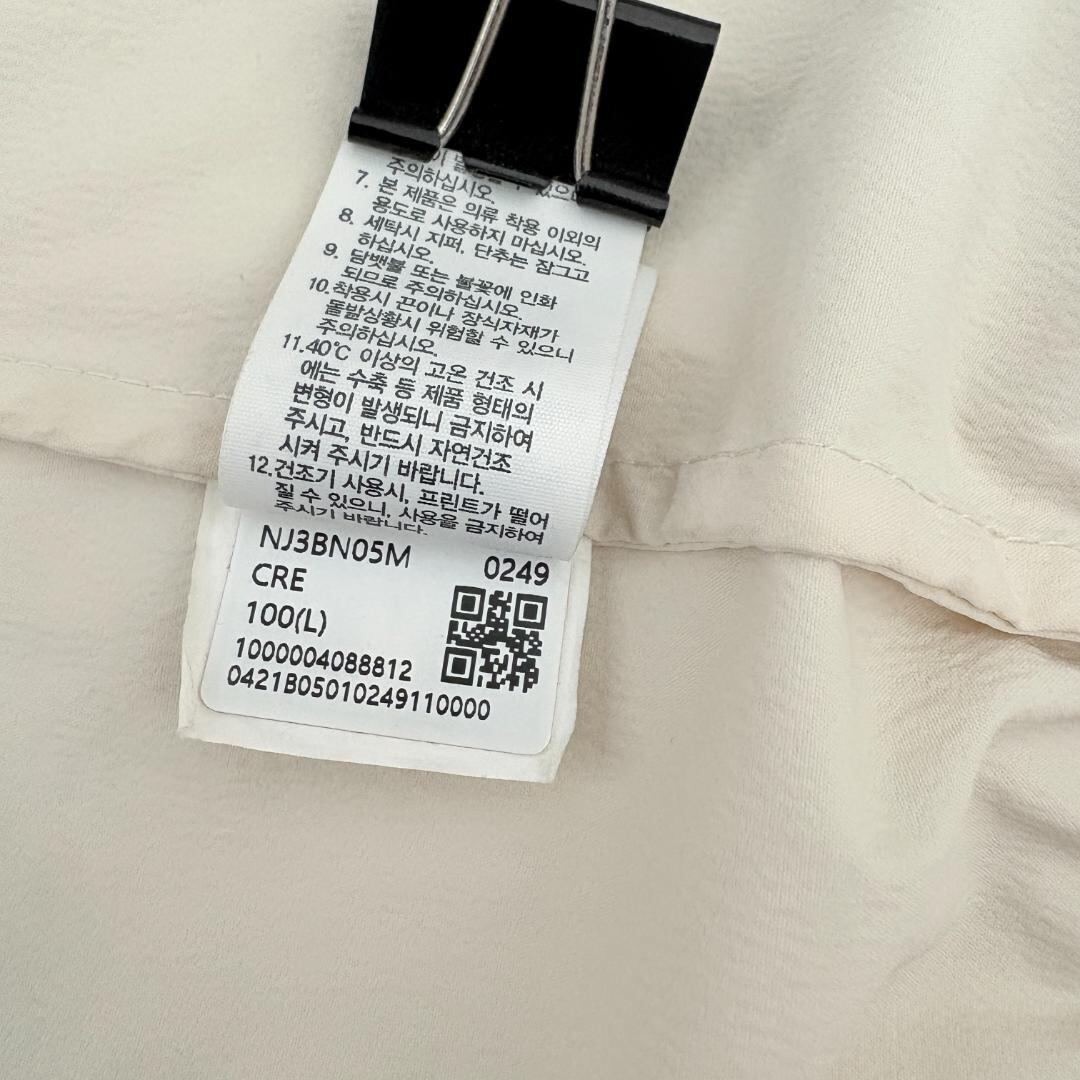 주의하십시오.
7. 본 제품은 의류 착용 이외의
용도로 사용하지 마십시오.
8. 세탁시 지퍼, 단추는 잠그고
하십시오.
9. 담뱃불 또는 불꽃에 인화
되므로 주의하십시오.
10.착용시 끈이나 장식자재가
돌발상황시 위험할 수 있으니
주의하십시오.
11.40℃ 이상의 고온 건조 시
에는 수축 등 제품 형태의
변형이 발생되니 금지하여
주시고, 반드시 자연건조
시켜 주시기 바랍니다.
12.건조기 사용시, 프린트가 떨어
질 수 있으니, 사용을 금지하여
주시기 바랍니다.
NJ3BN05M 0249
CRE
100(L)
1000004088812
0421B05010249110000